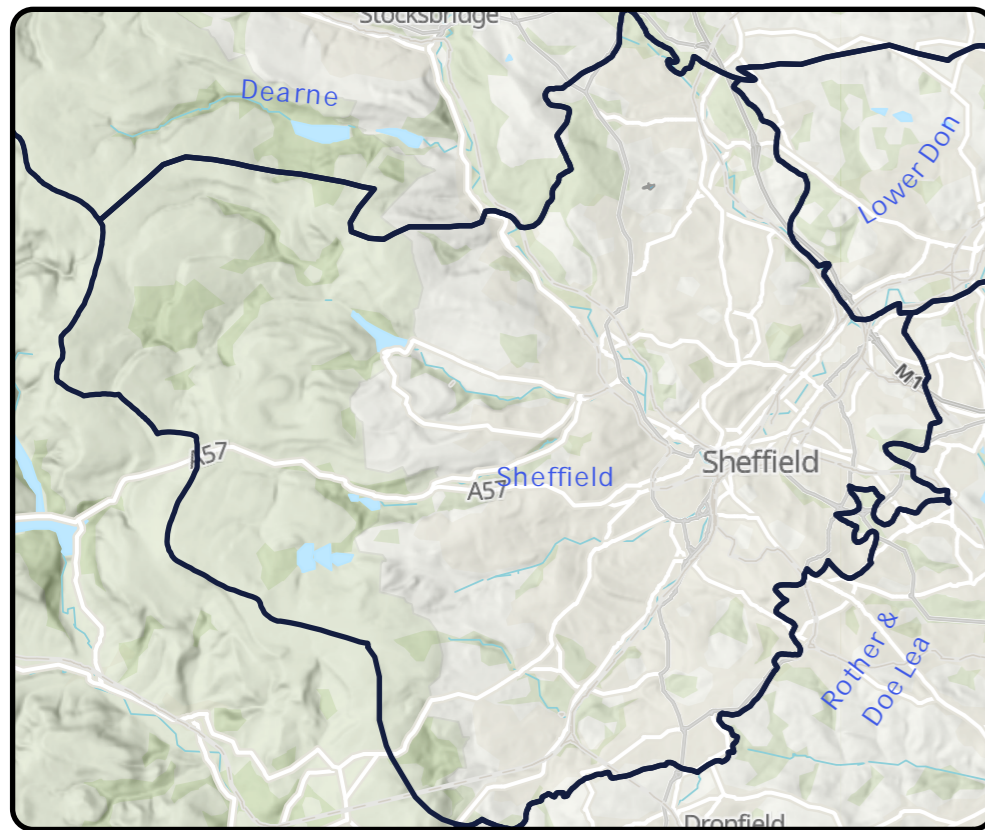 Stocksbridge
Dearne
Lower Don
M1
A57
Sheffield
Sheffield
A57
Rother &
Doe Lea
Dronfield